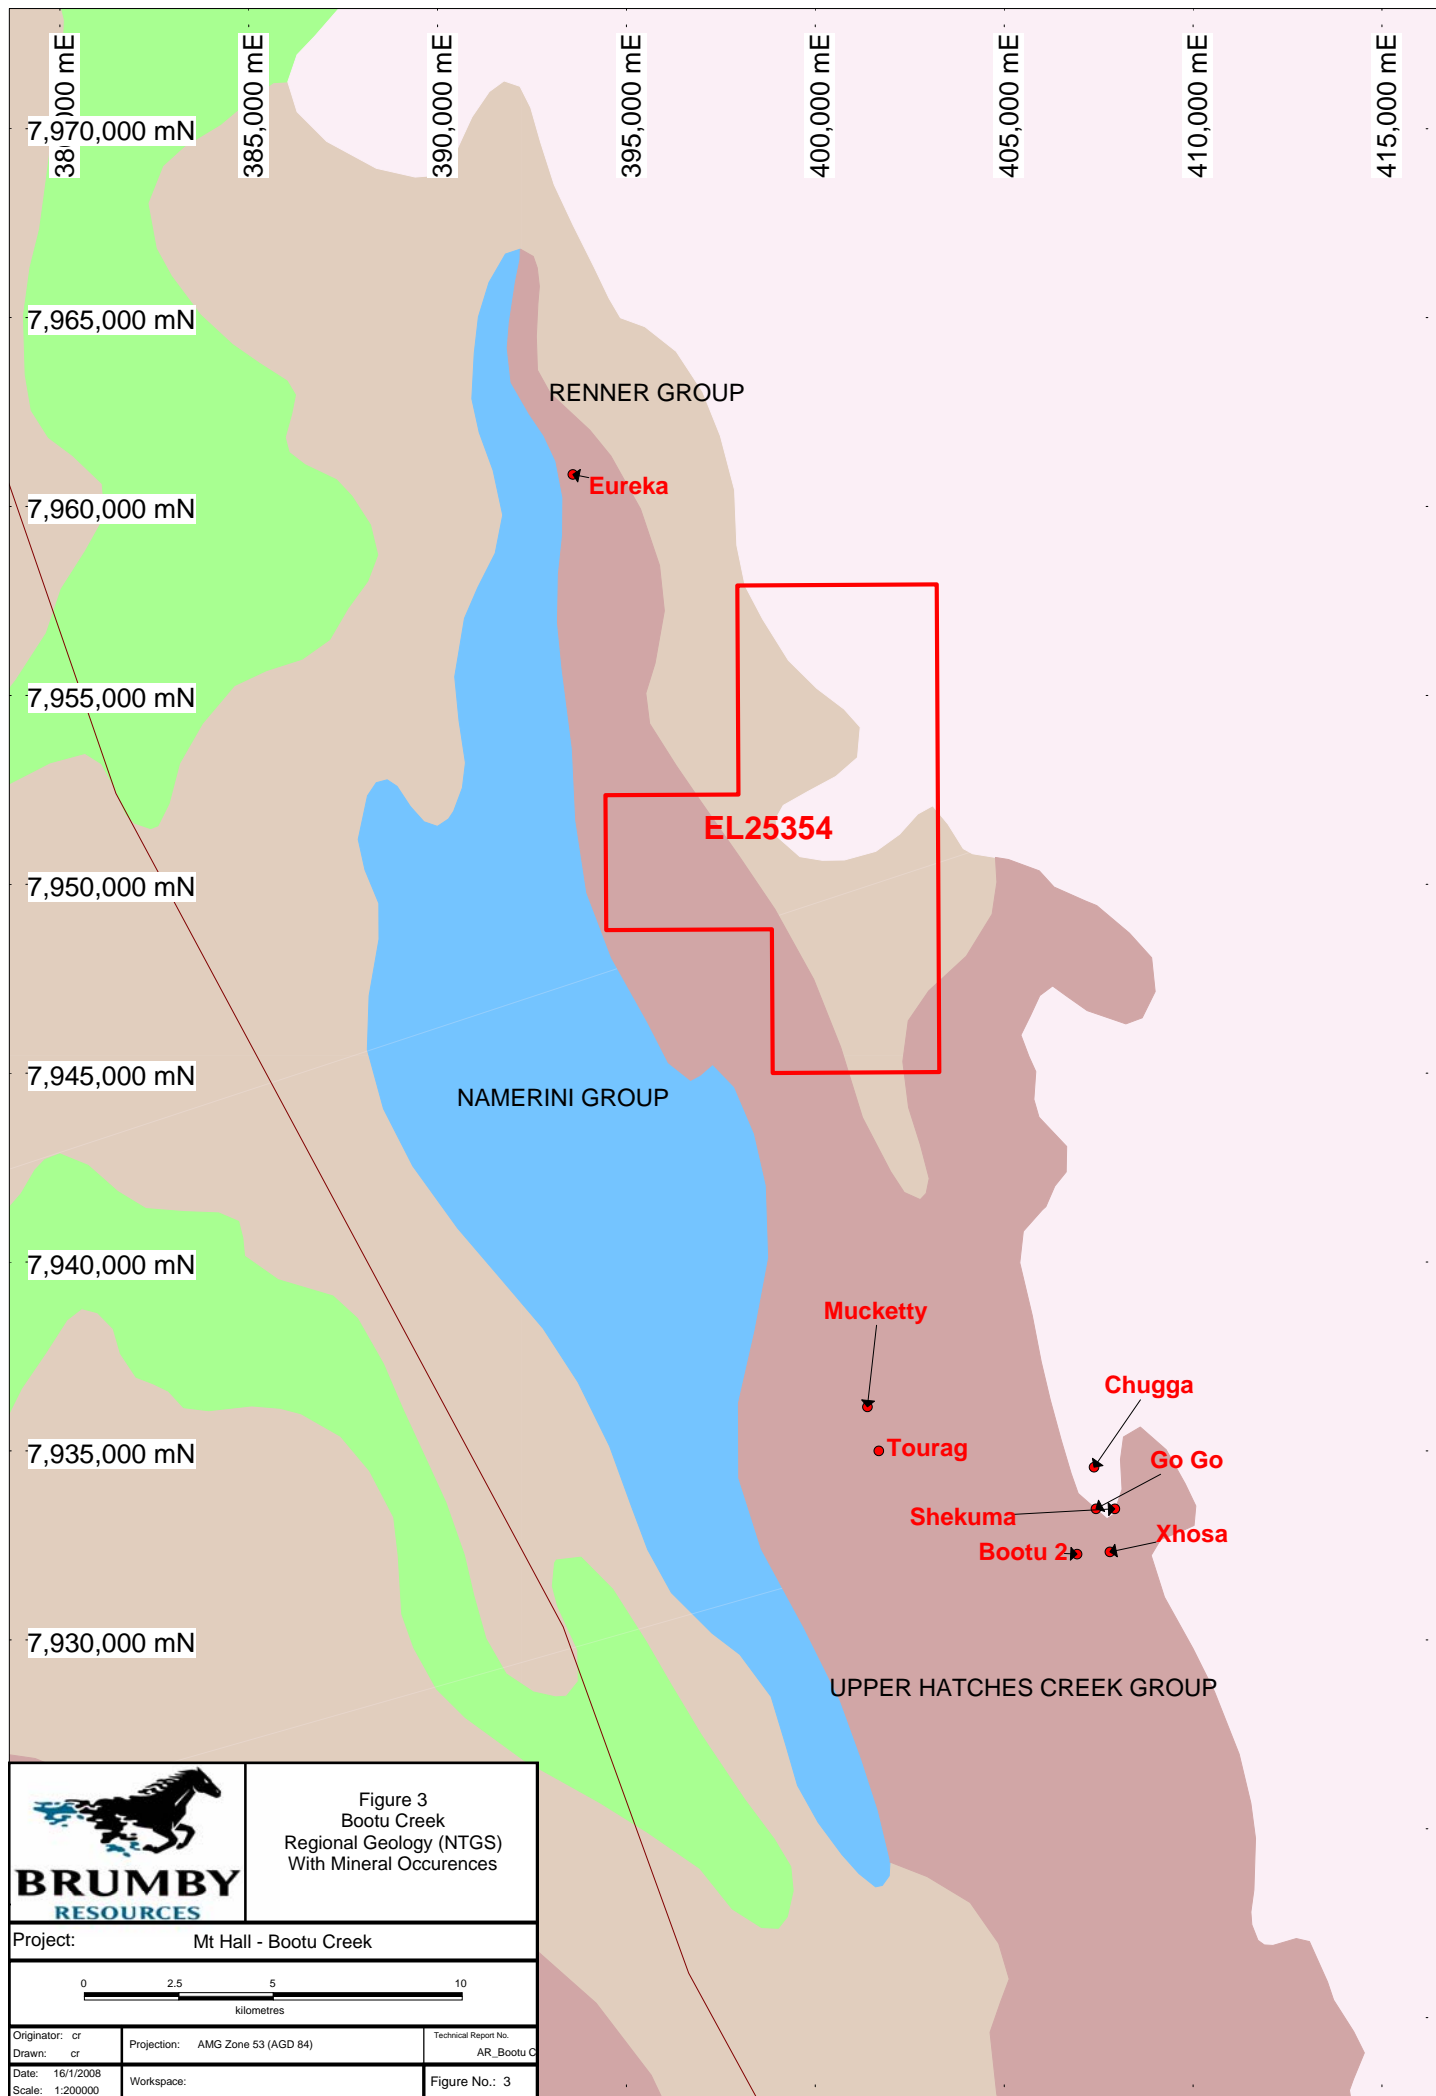 380,000 mE
385,000 mE
390,000 mE
395,000 mE
400,000 mE
405,000 mE
410,000 mE
415,000 mE
7,970,000 mN
7,965,000 mN
RENNER GROUP
Eureka
7,960,000 mN
7,955,000 mN
EL25354
7,950,000 mN
7,945,000 mN
NAMERINI GROUP
7,940,000 mN
Mucketty
Chugga
7,935,000 mN
Tourag
Go Go
Shekuma
Xhosa
Bootu 2
7,930,000 mN
UPPER HATCHES CREEK GROUP
BRUMBY
RESOURCES
Figure 3
Bootu Creek
Regional Geology (NTGS)
With Mineral Occurences
Project: Mt Hall - Bootu Creek
0 2.5 5 10
kilometres
Originator: cr
Drawn: cr
Projection: AMG Zone 53 (AGD 84)
Technical Report No.
AR_Bootu C
Date: 16/1/2008
Scale: 1:200000
Workspace:
Figure No.: 3